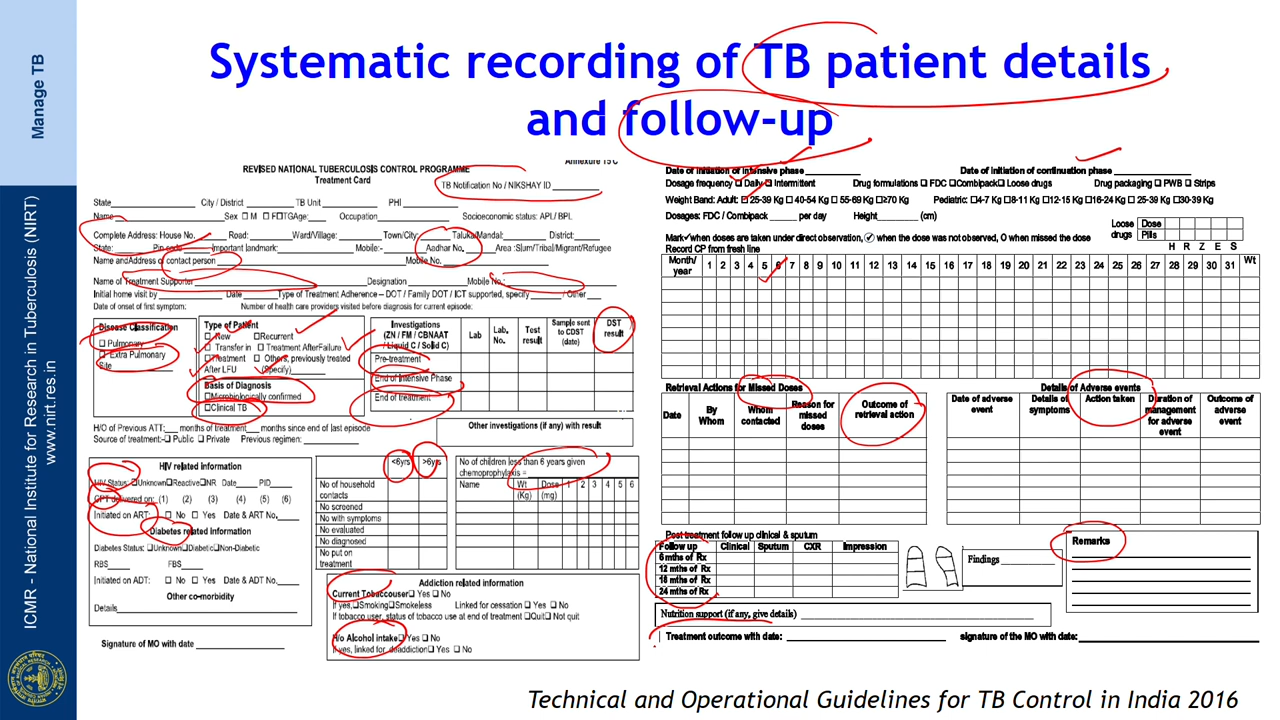 Manage TB
ICMR - National Institute for Research in Tuberculosis (NIRT)
www.nirt.res.in
Systematic recording of TB patient details
and follow-up
Annexure 15 C
REVISED NATIONAL TUBERCULOSIS CONTROL PROGRAMME
Treatment Card
TB Notification No / NIKSHAY ID
State City / District TB Unit PHI
Name Sex ☐ M ☐ F ☐ TG Age: Occupation Socioeconomic status: APL/ BPL
Complete Address: House No. Road: Ward/Village: Town/City: Taluka/Mandal: District:
State: Pin code Important landmark: Mobile:- Aadhar No. Area :Slum/Tribal/Migrant/Refugee
Name and Address of contact person Mobile No.
Name of Treatment Supporter Designation Mobile No:
Initial home visit by Date Type of Treatment Adherence – DOT / Family DOT / ICT supported, specify / Other
Date of onset of first symptom: Number of health care providers visited before diagnosis for current episode:
Disease Classification
☐ Pulmonary
☐ Extra Pulmonary
Site
Type of Patient
☐ New ☐ Recurrent
☐ Transfer in ☐ Treatment AfterFailure
☐ Treatment ☐ Others, previously treated
After LFU (Specify)
Basis of Diagnosis
☐ Microbiologically confirmed
☐ Clinical TB
Investigations
(ZN / FM / CBNAAT
/ Liquid C / Solid C)
Lab
Lab. No.
Test result
Sample sent to CDST (date)
DST result
Pre-treatment
End of Intensive Phase
End of treatment
H/O of Previous ATT: months of treatment months since end of last episode
Source of treatment:- ☐ Public ☐ Private Previous regimen:
Other investigations (if any) with result
HIV related information
HIV Status: ☐ Unknown ☐ Reactive ☐ NR Date PID
CPT delivered on: (1) (2) (3) (4) (5) (6)
Initiated on ART: ☐ No ☐ Yes Date & ART No.
Diabetes related information
Diabetes Status: ☐ Unknown ☐ Diabetic ☐ Non-Diabetic
RBS FBS
Initiated on ADT: ☐ No ☐ Yes Date & ADT No.
Other co-morbidity
Details
Signature of MO with date
<6yrs >6yrs
No of household contacts
No screened
No with symptoms
No evaluated
No diagnosed
No put on treatment
No of children less than 6 years given
chemoprophylaxis =
Name Wt (Kg) Dose (mg) 1 2 3 4 5 6
Addiction related information
Current Tobacco user ☐ Yes ☐ No
If yes, ☐ Smoking ☐ Smokeless Linked for cessation ☐ Yes ☐ No
If tobacco user, status of tobacco use at end of treatment ☐ Quit ☐ Not quit
H/o Alcohol intake ☐ Yes ☐ No
If yes, linked for deaddiction ☐ Yes ☐ No
Date of initiation of intensive phase Date of initiation of continuation phase
Dosage frequency ☐ Daily ☐ Intermittent Drug formulations ☐ FDC ☐ Combipack ☐ Loose drugs Drug packaging ☐ PWB ☐ Strips
Weight Band: Adult: ☐ 25-39 Kg ☐ 40-54 Kg ☐ 55-69 Kg ☐ ≥70 Kg Pediatric: ☐ 4-7 Kg ☐ 8-11 Kg ☐ 12-15 Kg ☐ 16-24 Kg ☐ 25-39 Kg ☐ 30-39 Kg
Dosages: FDC / Combipack per day Height (cm)
Loose drugs Dose Pills
H R Z E S
Mark ✓ when doses are taken under direct observation, ✓ when the dose was not observed, O when missed the dose
Record CP from fresh line
Month/ year 1 2 3 4 5 6 7 8 9 10 11 12 13 14 15 16 17 18 19 20 21 22 23 24 25 26 27 28 29 30 31 Wt
Retrieval Actions for Missed Doses
Date
By Whom
Whom contacted
Reason for missed doses
Outcome of retrieval action
Details of Adverse events
Date of adverse event
Details of symptoms
Action taken
Duration of management for adverse event
Outcome of adverse event
Post treatment follow up clinical & sputum
Follow up Clinical Sputum CXR Impression
6 mths of Rx
12 mths of Rx
18 mths of Rx
24 mths of Rx
Findings
Remarks
Nutrition support (if any, give details)
Treatment outcome with date: signature of the MO with date:
Technical and Operational Guidelines for TB Control in India 2016